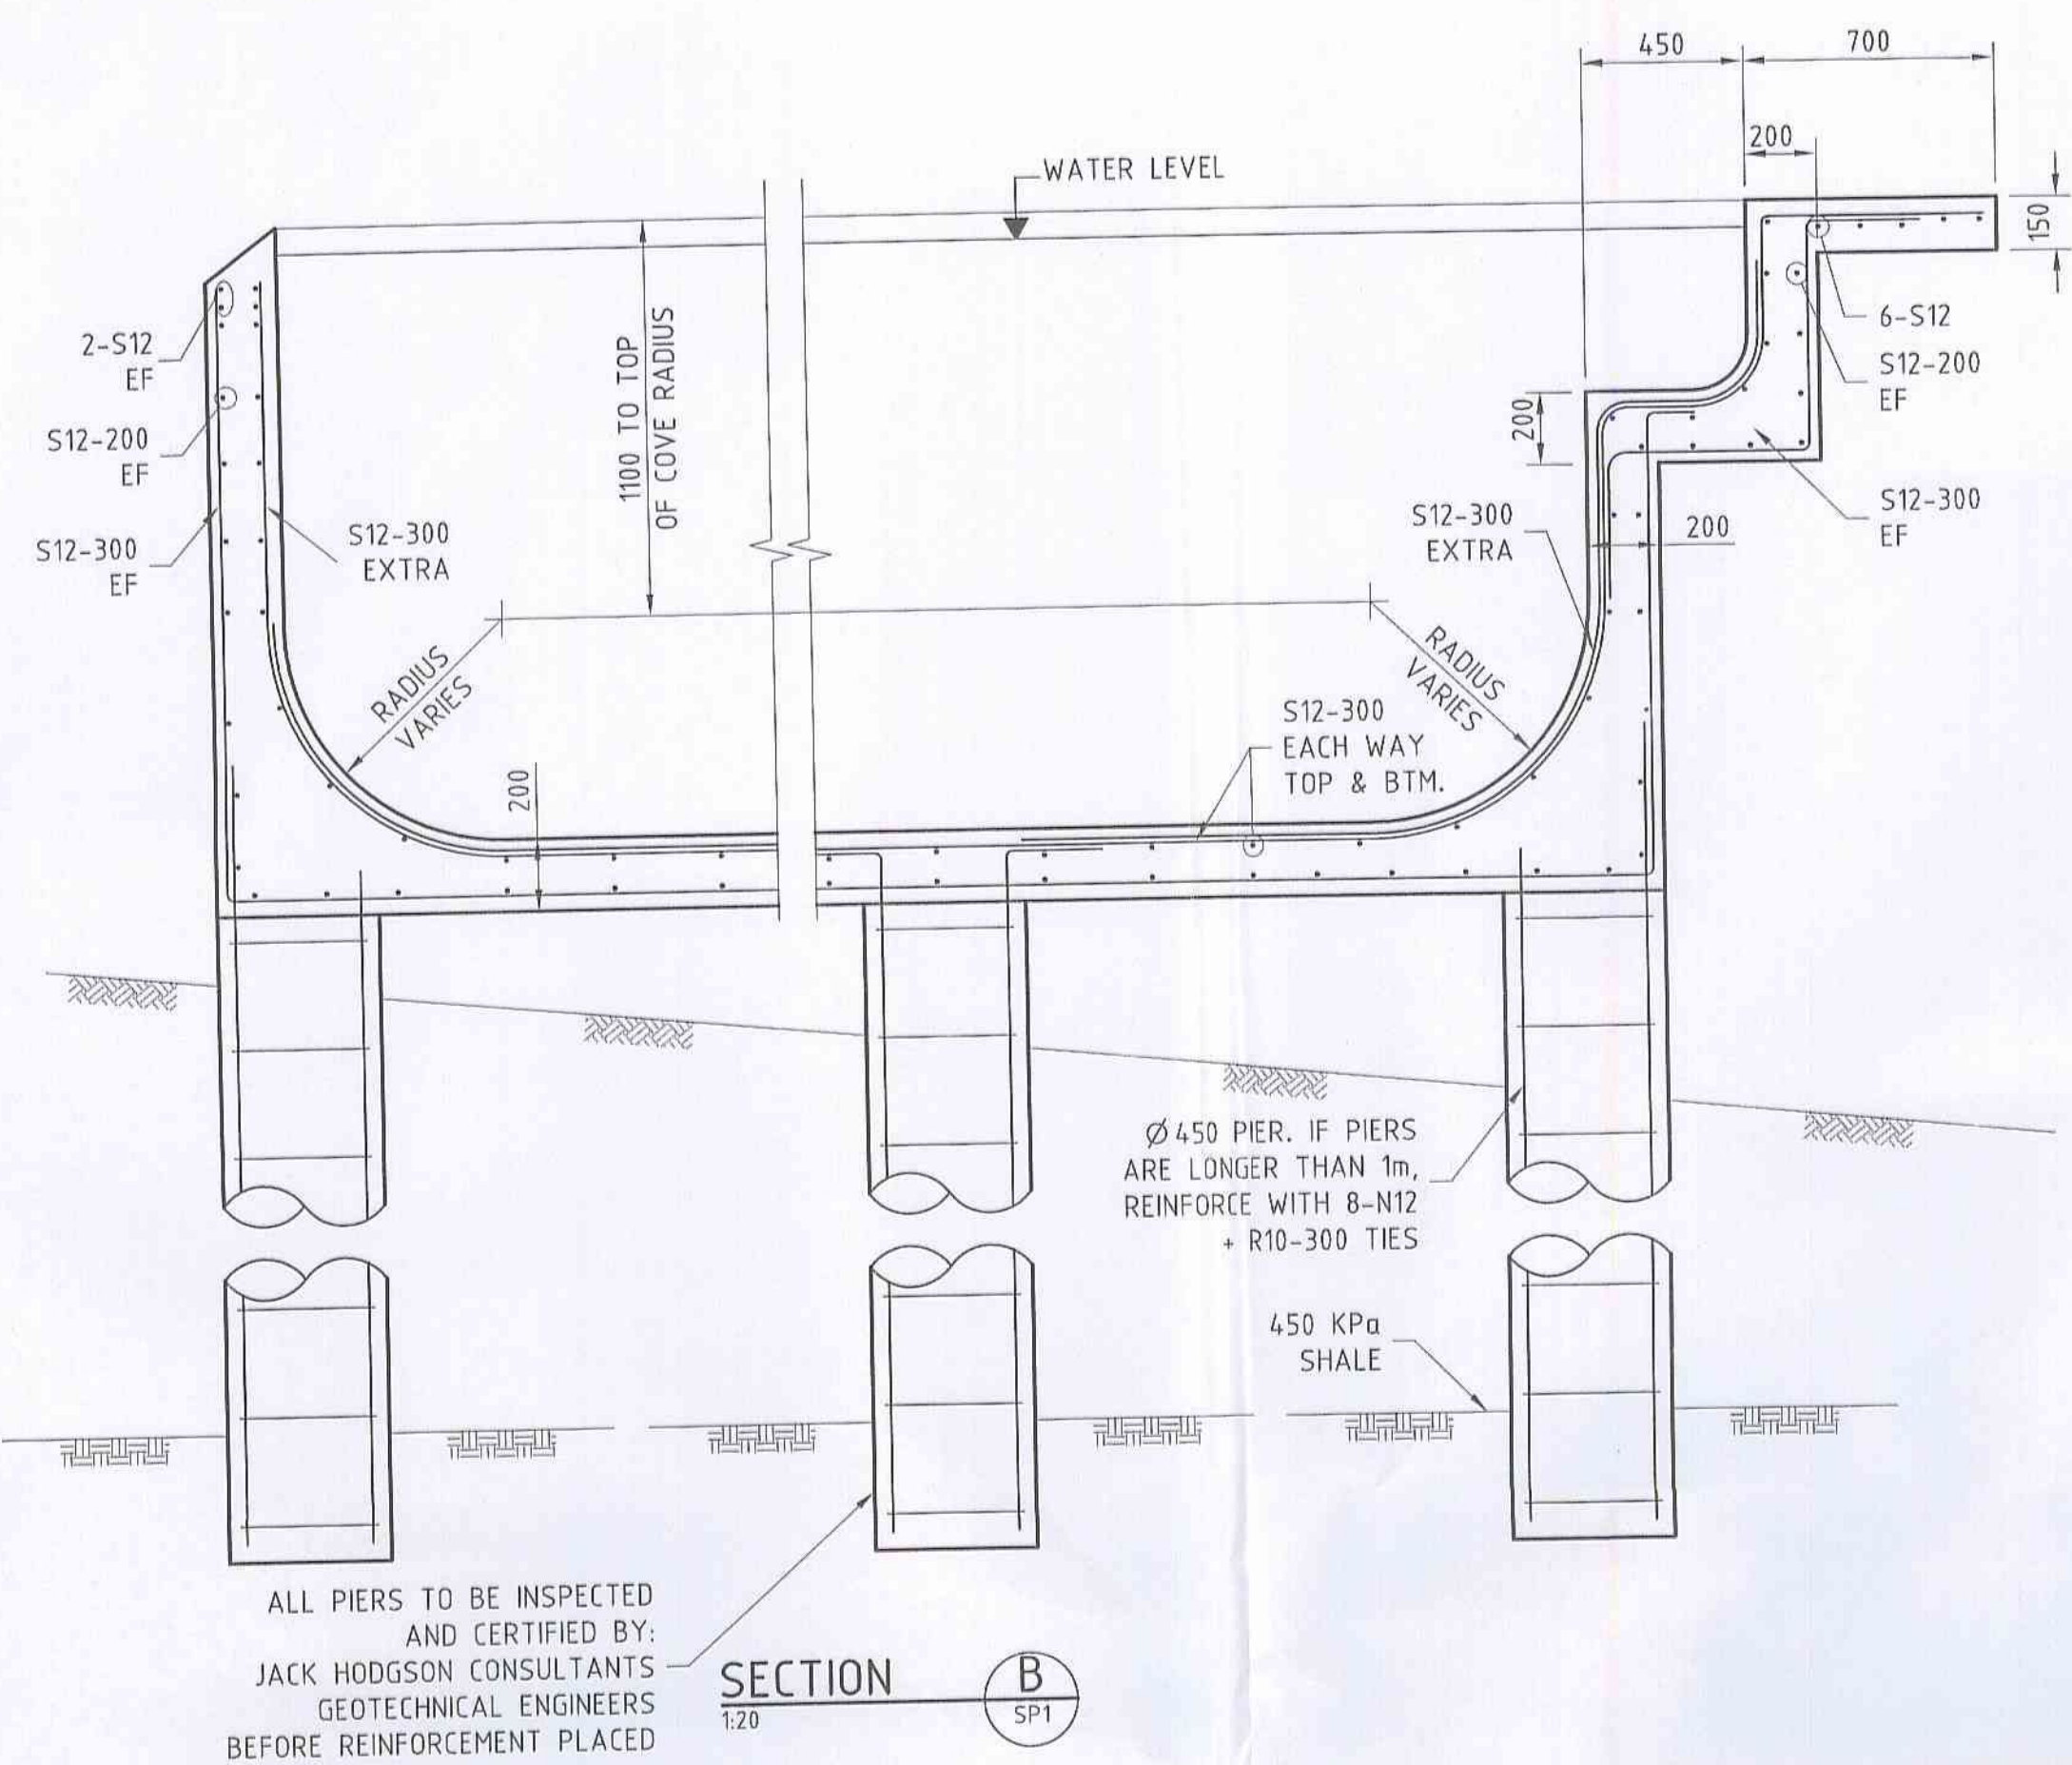 450
700
200
WATER LEVEL
150
2-S12
EF
S12-200
EF
S12-300
EF
S12-300
EXTRA
1100 TO TOP
OF COVE RADIUS
6-S12
S12-200
EF
200
S12-300
EXTRA
200
S12-300
EF
RADIUS
VARIES
RADIUS
VARIES
S12-300
EACH WAY
TOP & BTM.
200
Ø450 PIER. IF PIERS
ARE LONGER THAN 1m,
REINFORCE WITH 8-N12
+ R10-300 TIES
450 KPa
SHALE
ALL PIERS TO BE INSPECTED
AND CERTIFIED BY:
JACK HODGSON CONSULTANTS
GEOTECHNICAL ENGINEERS
BEFORE REINFORCEMENT PLACED
SECTION
1:20
B
SP1